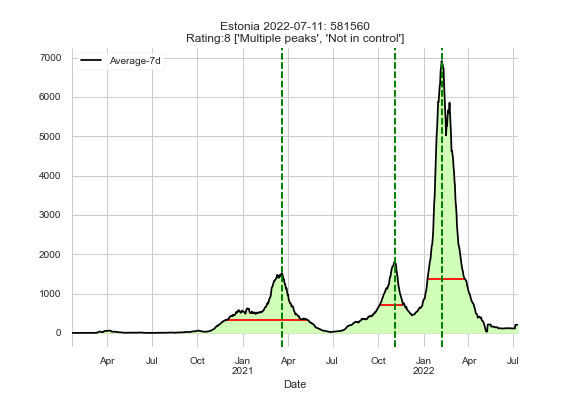 Estonia 2022-07-11: 581560
Rating:8 ['Multiple peaks', 'Not in control']
Average-7d
7000
6000
5000
4000
3000
2000
1000
0
Apr Jul Oct Jan Apr Jul Oct Jan Apr Jul
2021 2022
Date